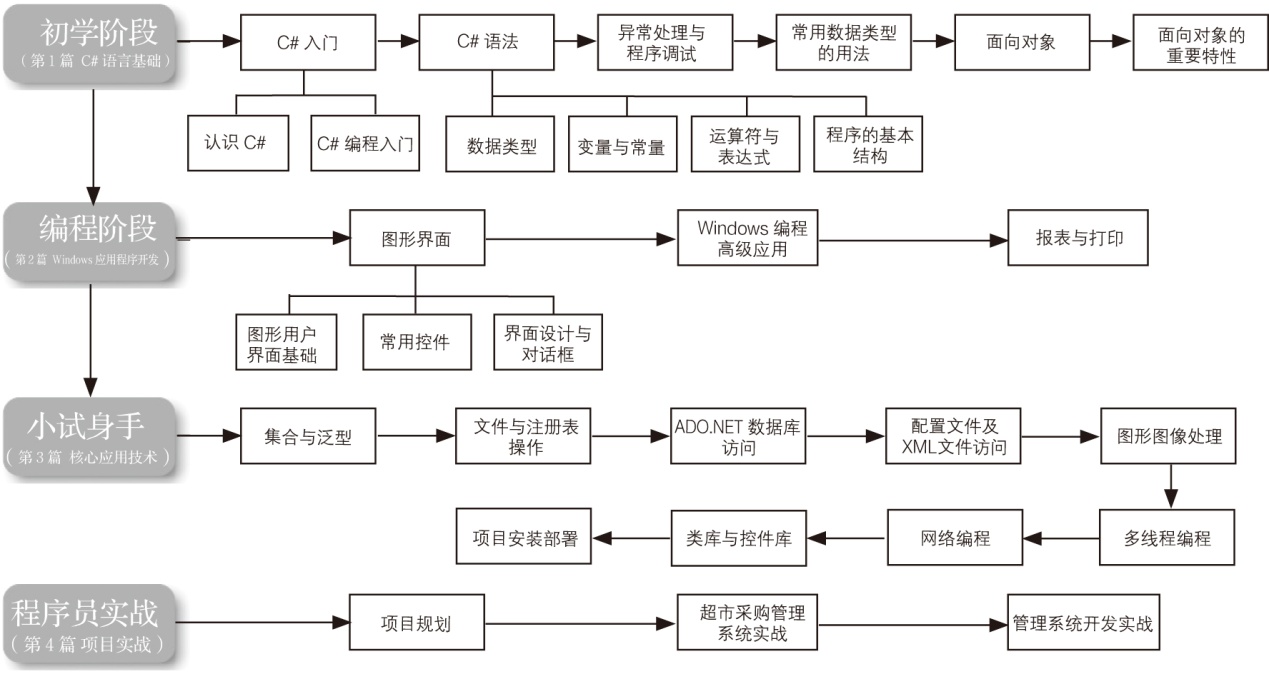 初学阶段
（第1篇 C#语言基础）
C# 入门
C# 语法
异常处理与
程序调试
常用数据类型
的用法
面向对象
面向对象的
重要特性
认识 C#
C# 编程入门
数据类型
变量与常量
运算符与
表达式
程序的基本
结构
编程阶段
（第2篇 Windows 应用程序开发）
图形界面
Windows 编程
高级应用
报表与打印
图形用户
界面基础
常用控件
界面设计与
对话框
小试身手
（第3篇 核心应用技术）
集合与泛型
文件与注册表
操作
ADO.NET 数据库
访问
配置文件及
XML文件访问
图形图像处理
项目安装部署
类库与控件库
网络编程
多线程编程
程序员实战
（第4篇 项目实战）
项目规划
超市采购管理
系统实战
管理系统开发实战